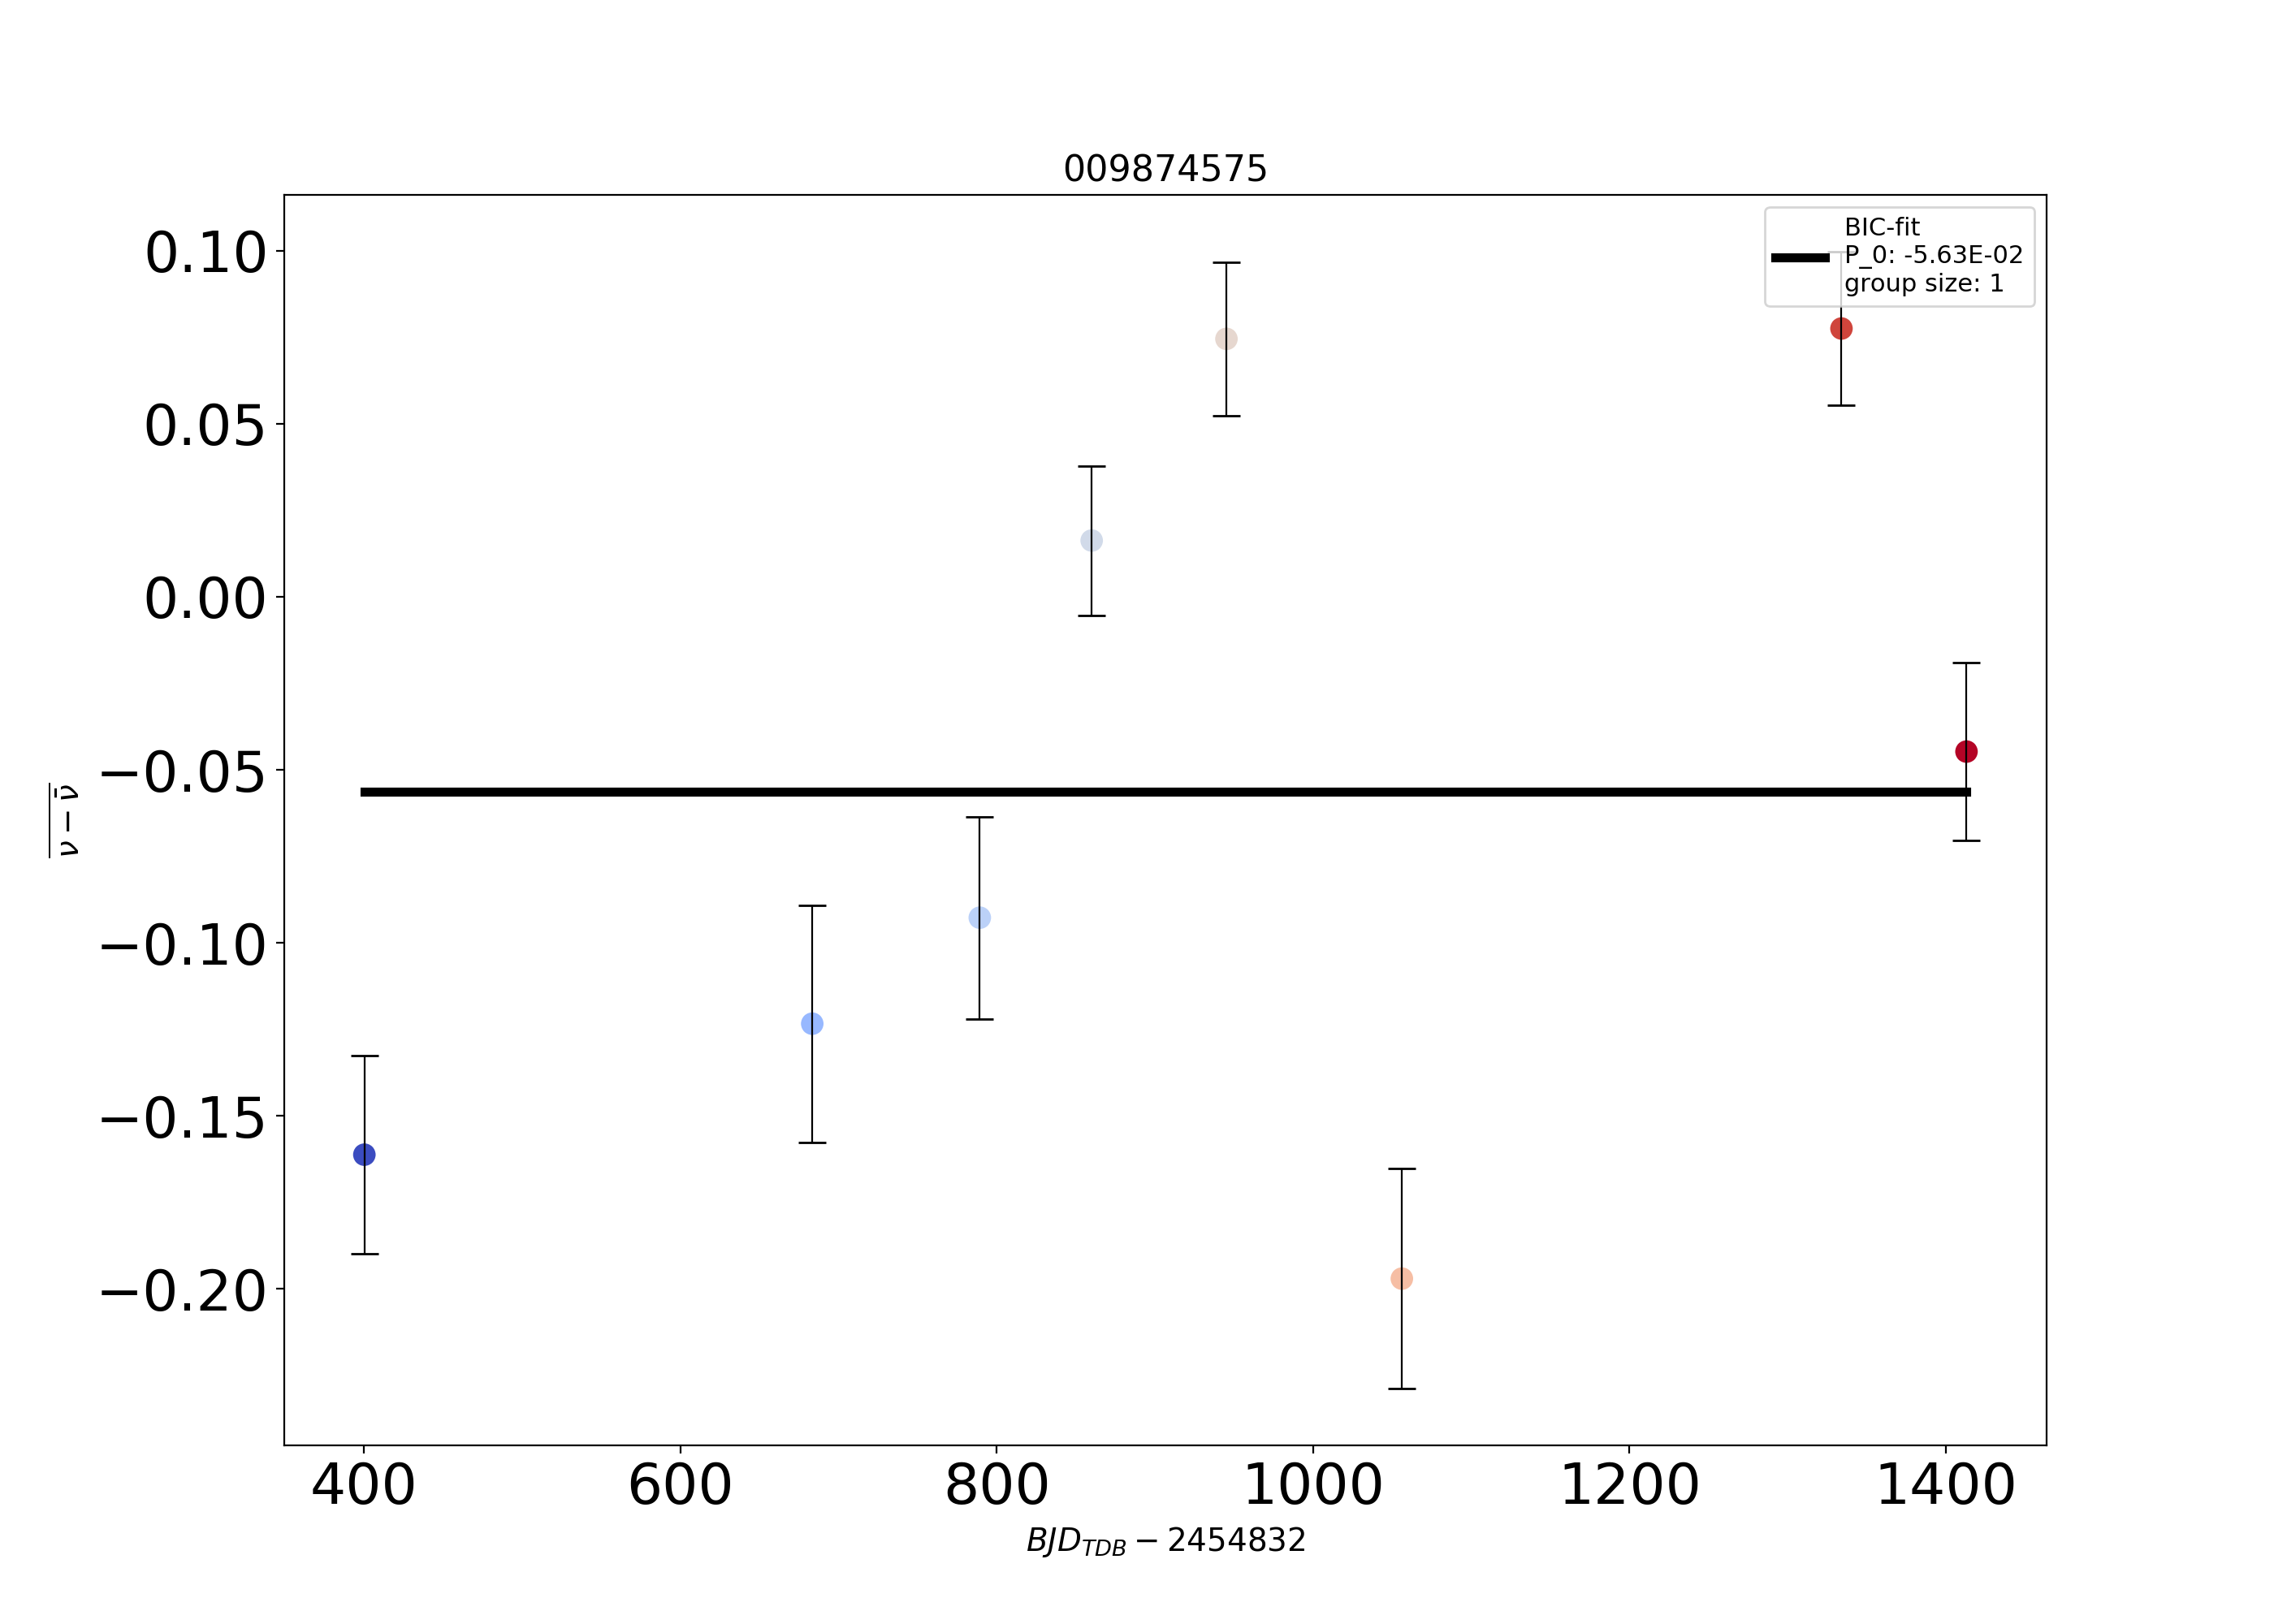 009874575
BIC-fit
P_0: -5.63E-02
group size: 1
0.10
0.05
0.00
−0.05
−0.10
−0.15
−0.20
ν − ν̄
400 600 800 1000 1200 1400
BJD_TDB − 2454832